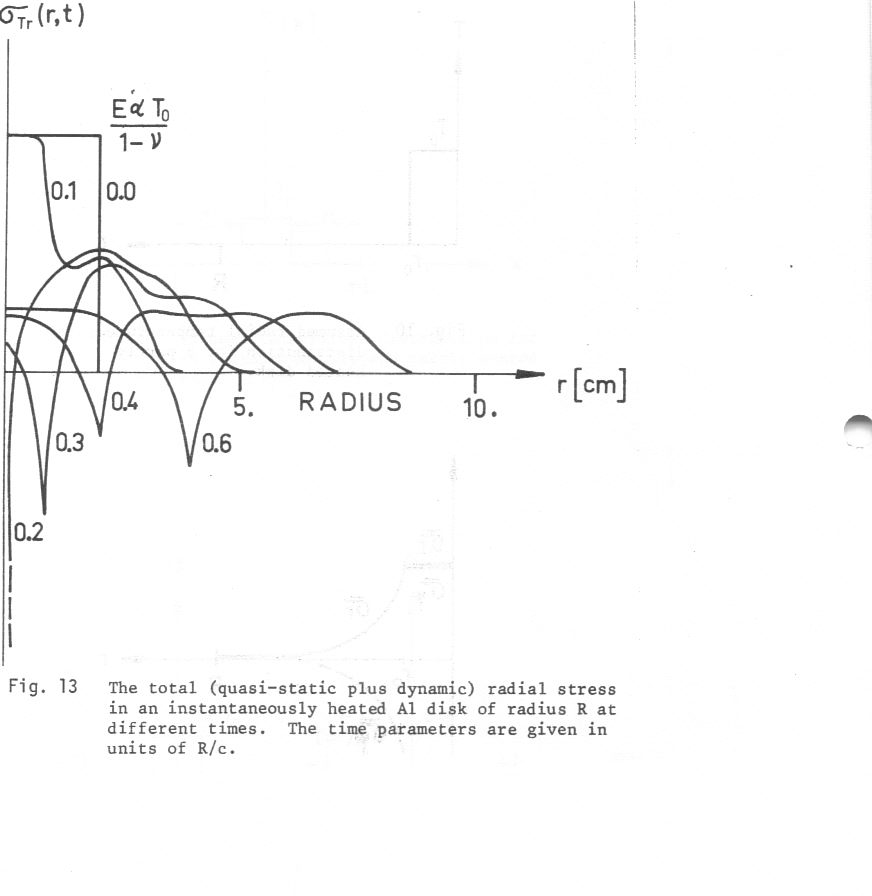 σTr(r,t)
Eα T0
1-ν
0.1
0.0
0.4
5.
RADIUS
10.
r[cm]
0.3
0.6
0.2
Fig. 13 The total (quasi-static plus dynamic) radial stress
in an instantaneously heated Al disk of radius R at
different times. The time parameters are given in
units of R/c.